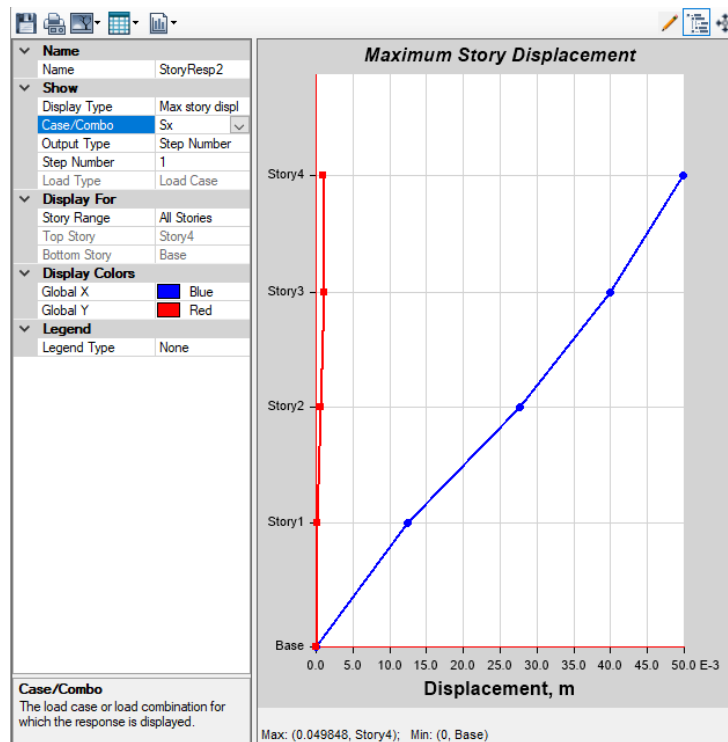 Name
Name StoryResp2
Show
Display Type Max story displ
Case/Combo Sx
Output Type Step Number
Step Number 1
Load Type Load Case
Display For
Story Range All Stories
Top Story Story4
Bottom Story Base
Display Colors
Global X Blue
Global Y Red
Legend
Legend Type None
Case/Combo
The load case or load combination for
which the response is displayed.
Maximum Story Displacement
Story4
Story3
Story2
Story1
Base
0.0 5.0 10.0 15.0 20.0 25.0 30.0 35.0 40.0 45.0 50.0 E-3
Displacement, m
Max: (0.049848, Story4); Min: (0, Base)